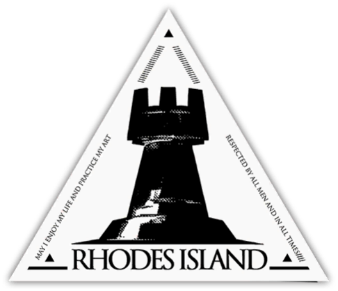 MAY I ENJOY MY LIFE AND PRACTICE MY ART
RESPECTED BY ALL MEN AND IN ALL TIMES!!!!!
RHODES ISLAND